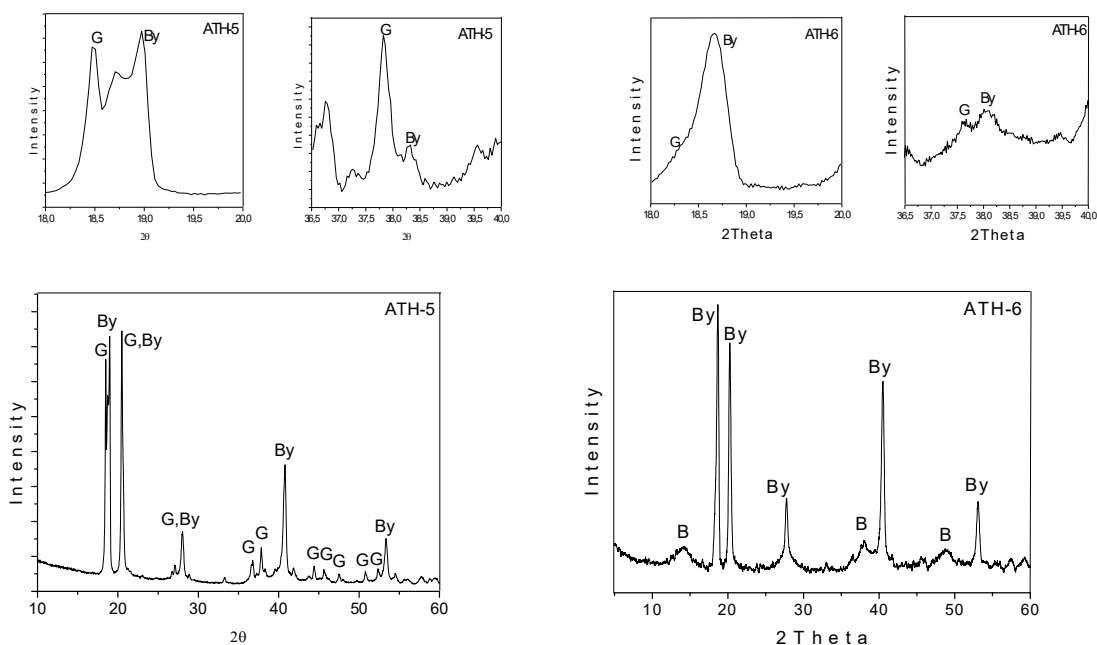 ATH-5
G
By
Intensity
18,0 18,5 19,0 19,5 20,0
2θ
ATH-5
G
By
Intensity
36,5 37,0 37,5 38,0 38,5 39,0 39,5 40,0
2θ
ATH-6
By
G
Intensity
18,0 18,5 19,0 19,5 20,0
2Theta
ATH-6
G
By
Intensity
36,5 37,0 37,5 38,0 38,5 39,0 39,5 40,0
2Theta
ATH-5
By
G
G,By
By
G,By
G
G
G
G
G
G
G
By
Intensity
10 20 30 40 50 60
2θ
ATH-6
By
By
By
By
By
B
B
B
Intensity
10 20 30 40 50 60
2Theta